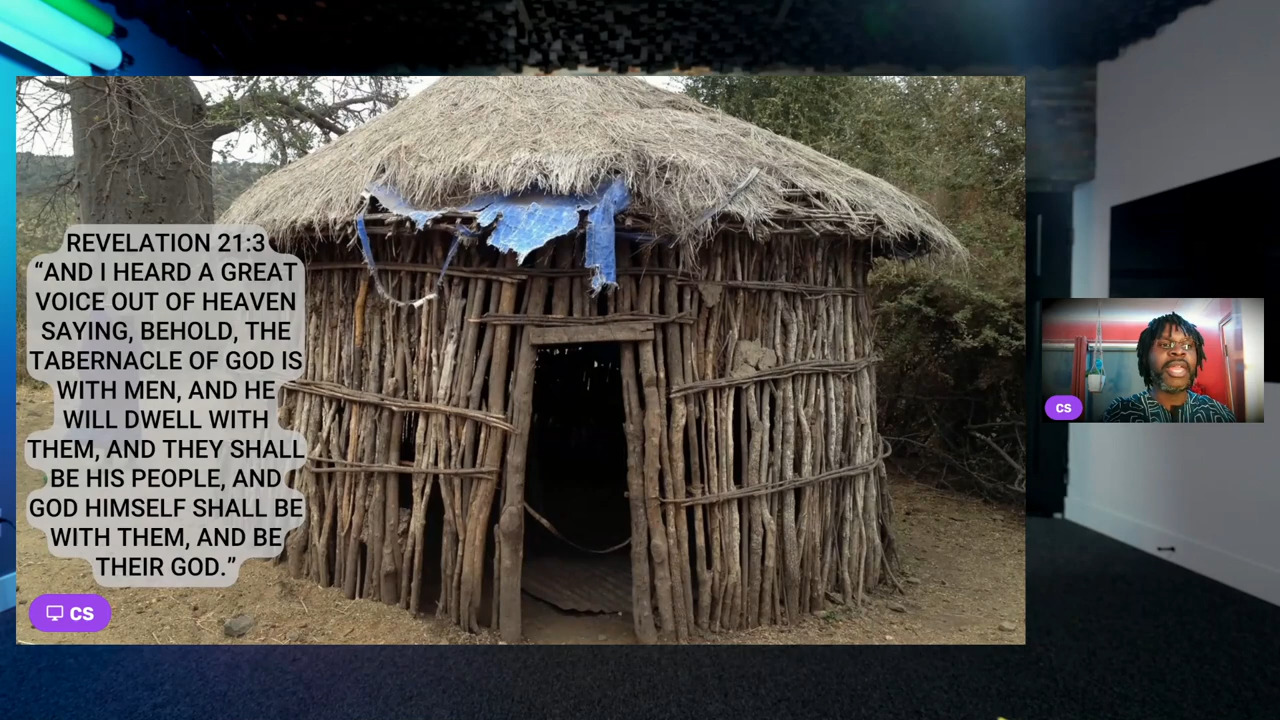 REVELATION 21:3
“AND I HEARD A GREAT
VOICE OUT OF HEAVEN
SAYING, BEHOLD, THE
TABERNACLE OF GOD IS
WITH MEN, AND HE
WILL DWELL WITH
THEM, AND THEY SHALL
BE HIS PEOPLE, AND
GOD HIMSELF SHALL BE
WITH THEM, AND BE
THEIR GOD.”
CS
CS